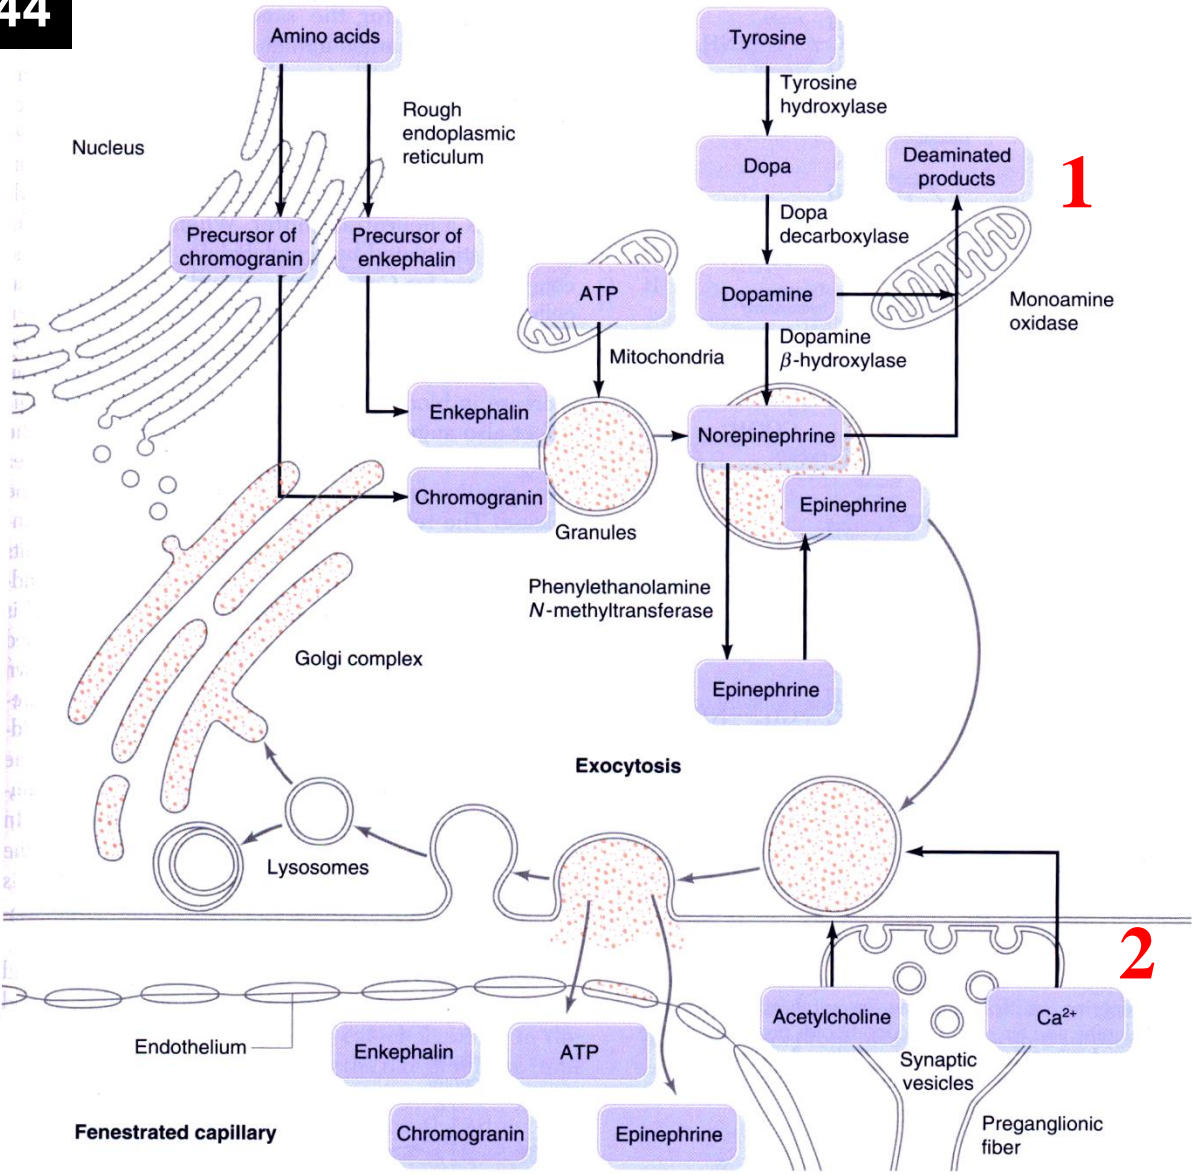 44
Amino acids
Tyrosine
Tyrosine
hydroxylase
Rough
endoplasmic
reticulum
Nucleus
Dopa
Deaminated
products
1
Dopa
decarboxylase
Precursor of
chromogranin
Precursor of
enkephalin
ATP
Dopamine
Monoamine
oxidase
Mitochondria
Dopamine
β-hydroxylase
Enkephalin
Norepinephrine
Chromogranin
Epinephrine
Granules
Phenylethanolamine
N-methyltransferase
Golgi complex
Epinephrine
Exocytosis
Lysosomes
2
Acetylcholine
Ca²⁺
Endothelium
Enkephalin
ATP
Synaptic
vesicles
Fenestrated capillary
Chromogranin
Epinephrine
Preganglionic
fiber